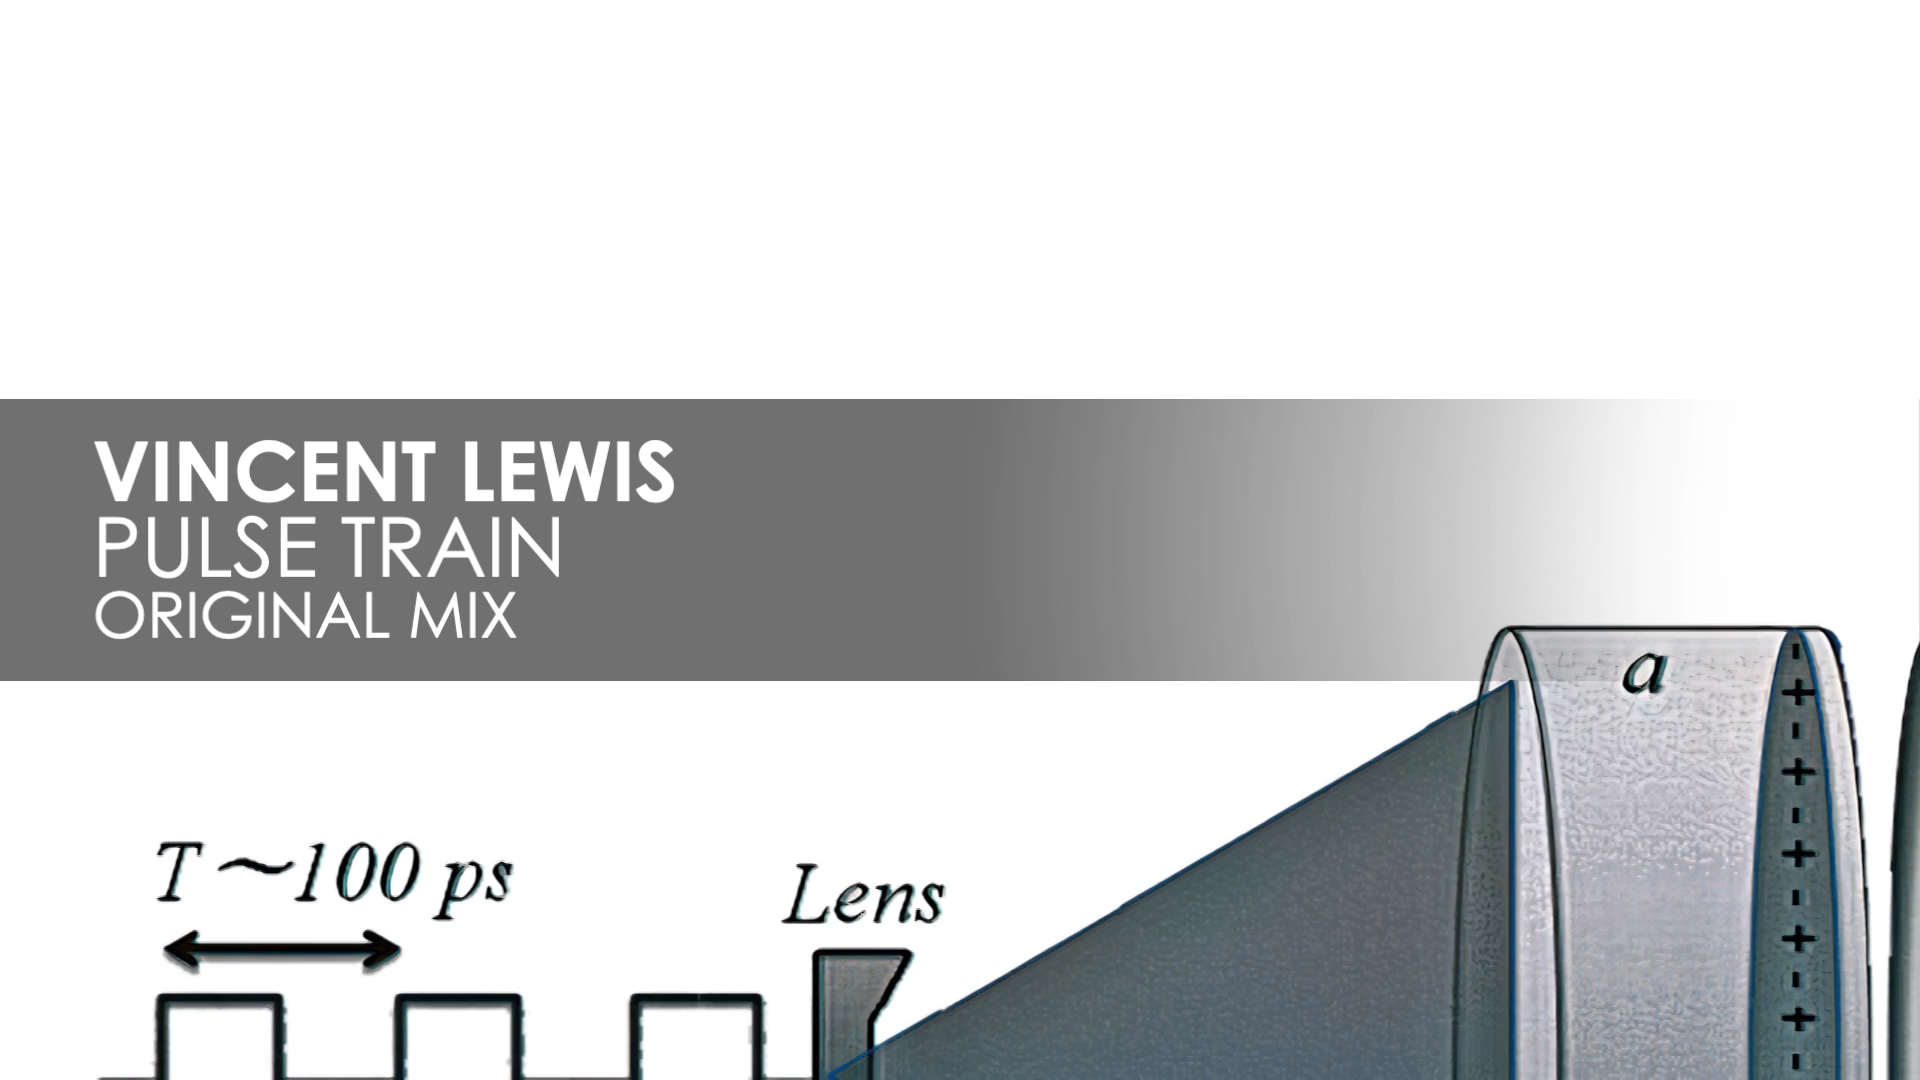 VINCENT LEWIS
PULSE TRAIN
ORIGINAL MIX
a
T ~100 ps
Lens
-
+
-
+
-
+
-
+
-
+
-